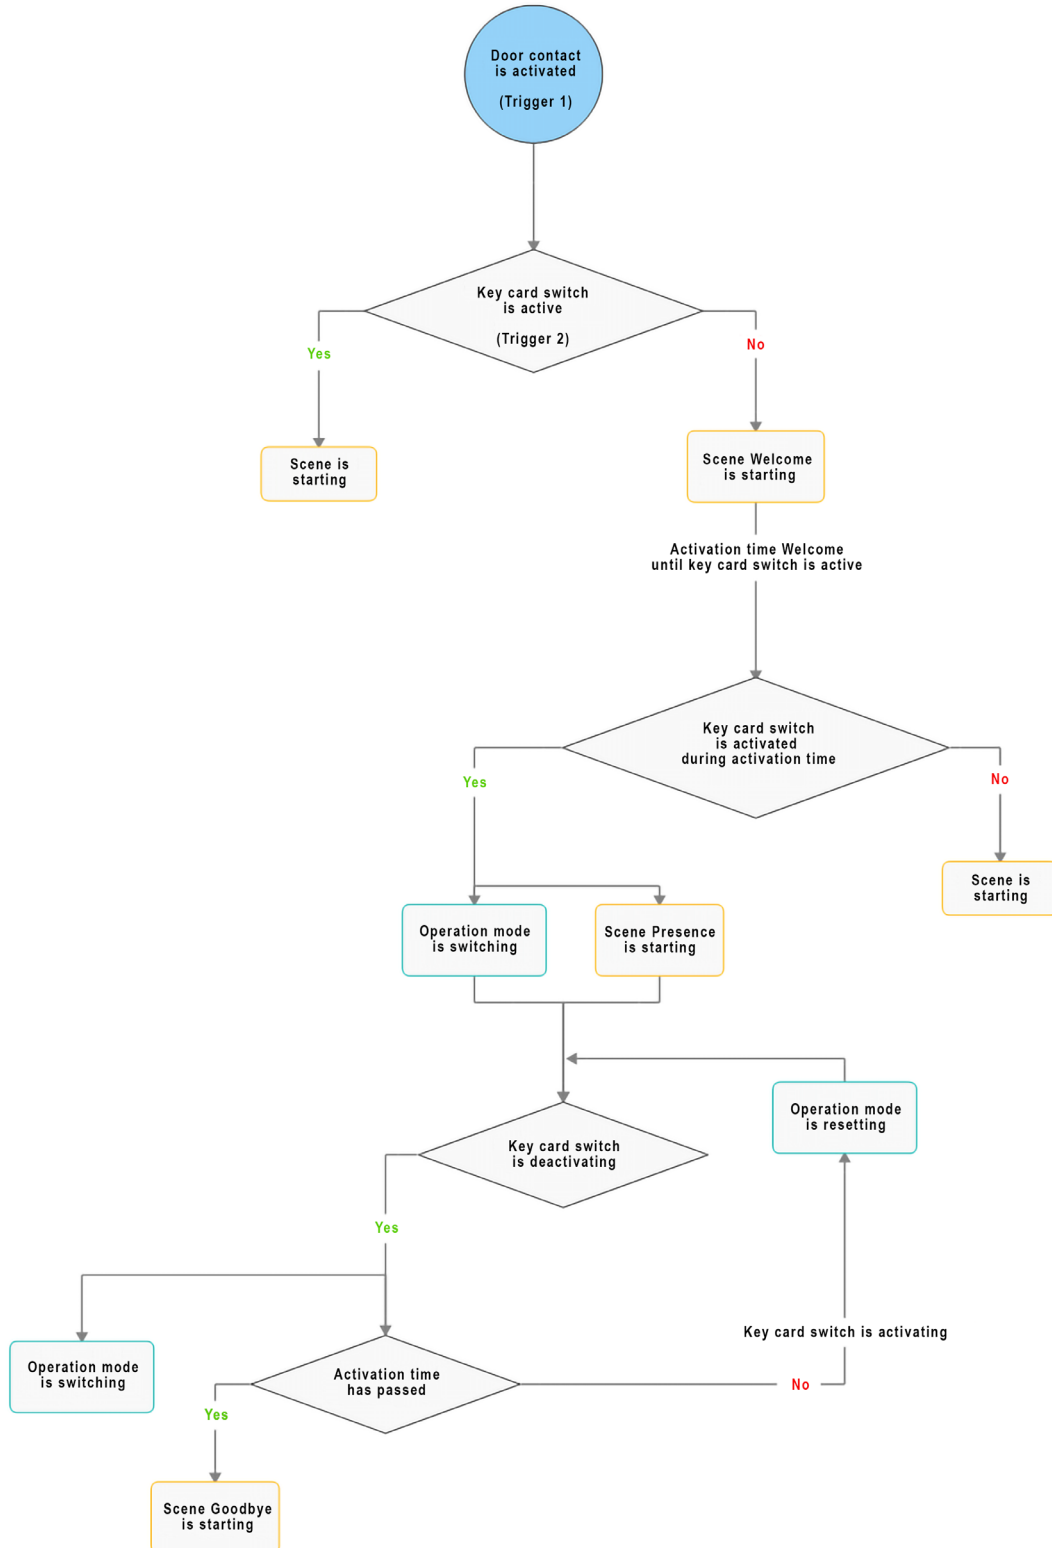 Door contact
is activated
(Trigger 1)
Key card switch
is active
(Trigger 2)
Yes
No
Scene is
starting
Scene Welcome
is starting
Activation time Welcome
until key card switch is active
Key card switch
is activated
during activation time
Yes
No
Scene is
starting
Operation mode
is switching
Scene Presence
is starting
Operation mode
is resetting
Key card switch
is deactivating
Yes
Key card switch is activating
Operation mode
is switching
Activation time
has passed
No
Yes
Scene Goodbye
is starting